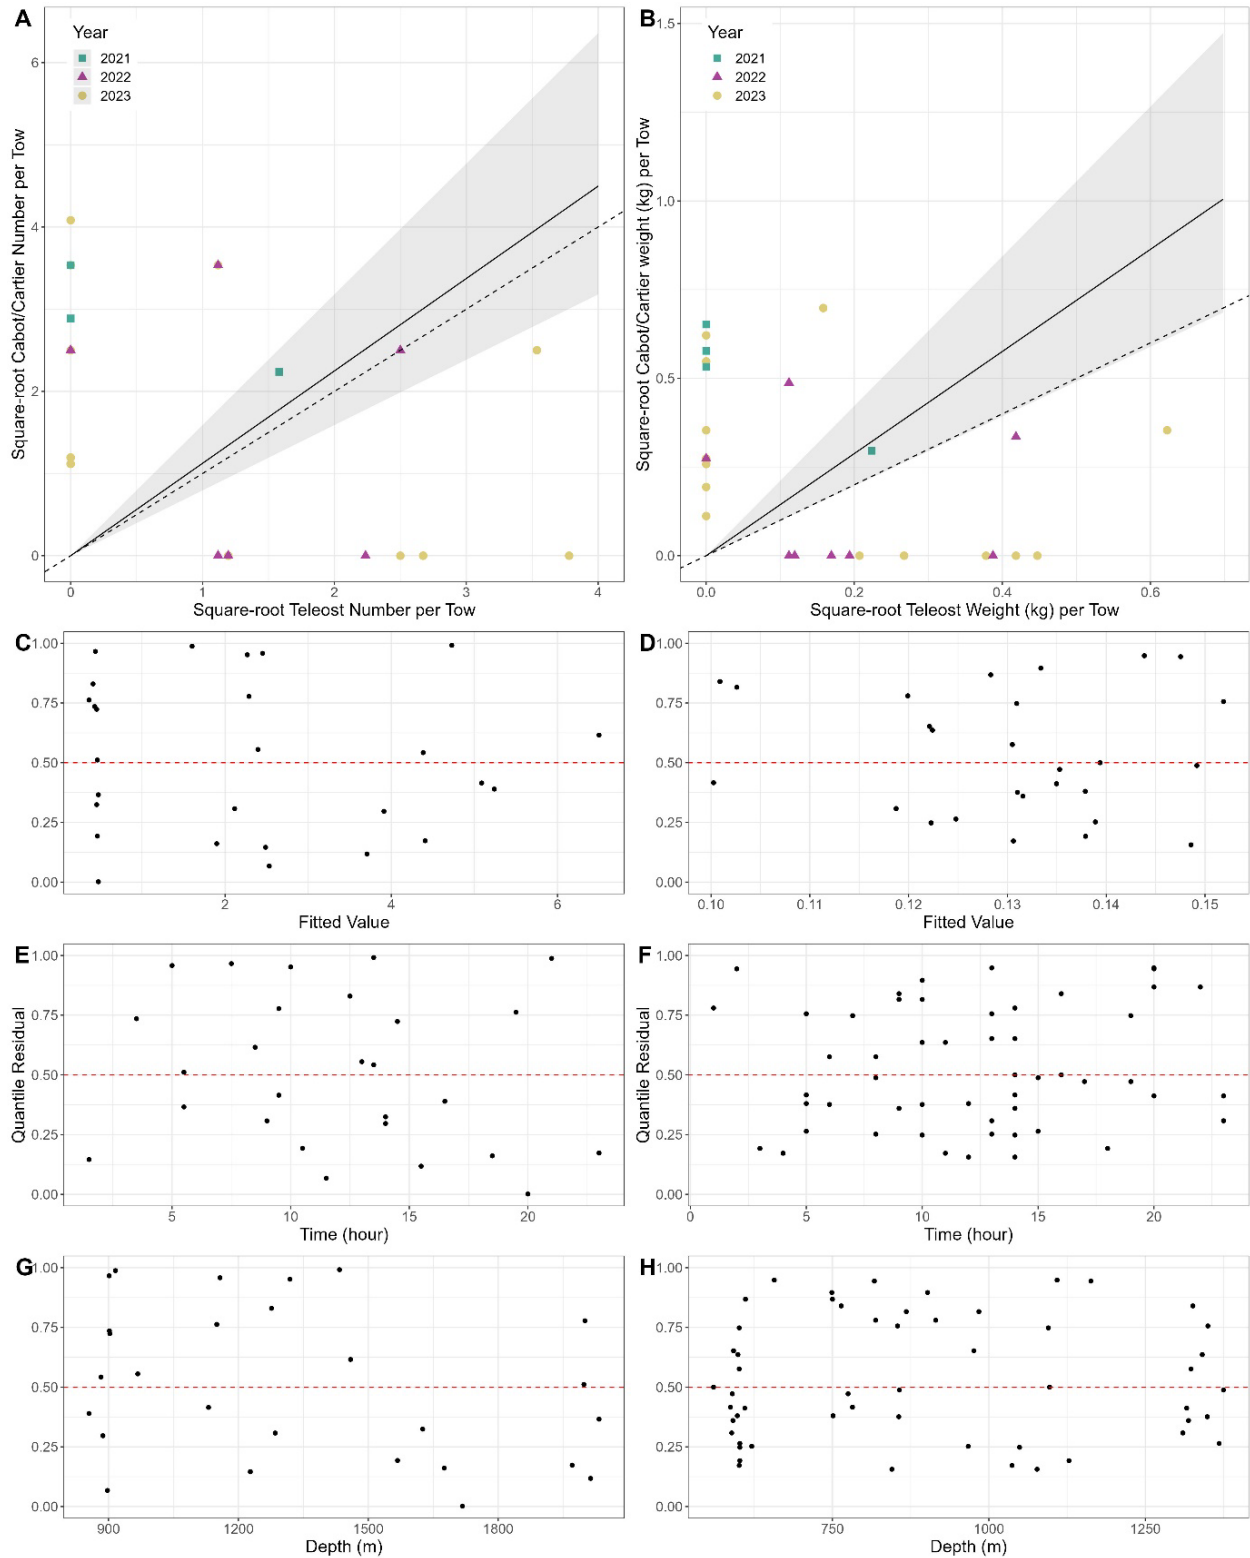 A
Year
2021
2022
2023
6
4
2
0
Square-root Cabot/Cartier Number per Tow
0 1 2 3 4
Square-root Teleost Number per Tow
B
Year
2021
2022
2023
1.5
1.0
0.5
0.0
Square-root Cabot/Cartier weight (kg) per Tow
0.0 0.2 0.4 0.6
Square-root Teleost Weight (kg) per Tow
C
1.00
0.75
0.50
0.25
0.00
2 4 6
Fitted Value
D
1.00
0.75
0.50
0.25
0.00
0.10 0.11 0.12 0.13 0.14 0.15
Fitted Value
E
1.00
0.75
0.50
0.25
0.00
Quantile Residual
5 10 15 20
Time (hour)
F
1.00
0.75
0.50
0.25
0.00
Quantile Residual
0 5 10 15 20
Time (hour)
G
1.00
0.75
0.50
0.25
0.00
900 1200 1500 1800
Depth (m)
H
1.00
0.75
0.50
0.25
0.00
750 1000 1250
Depth (m)